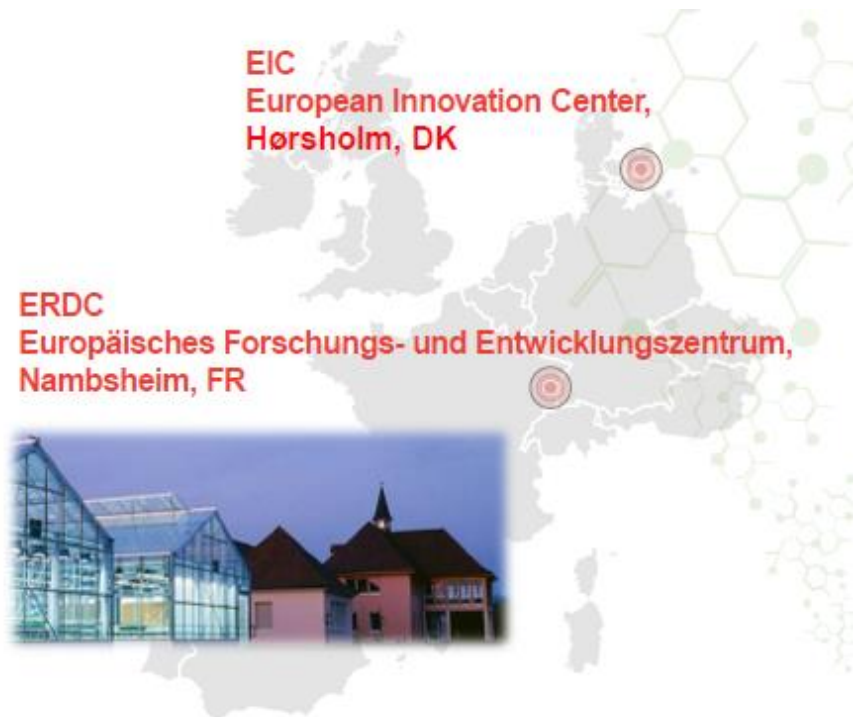 EIC
European Innovation Center,
Hørsholm, DK
ERDC
Europäisches Forschungs- und Entwicklungszentrum,
Nambsheim, FR